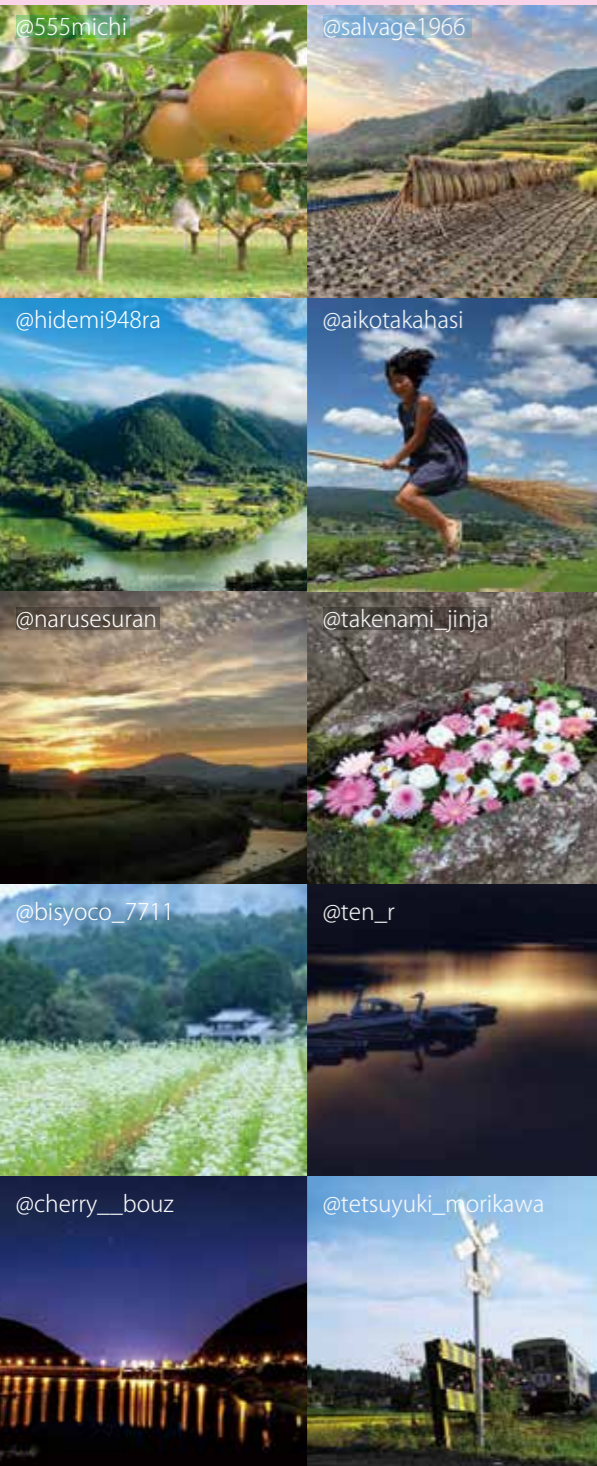 @555michi
@salvage1966
@hidemi948ra
@aikotakahasi
@narusesuran
@takenami_jinja
@bisyoco_7711
@ten_r
@cherry__bouz
@tetsuyuki_morikawa